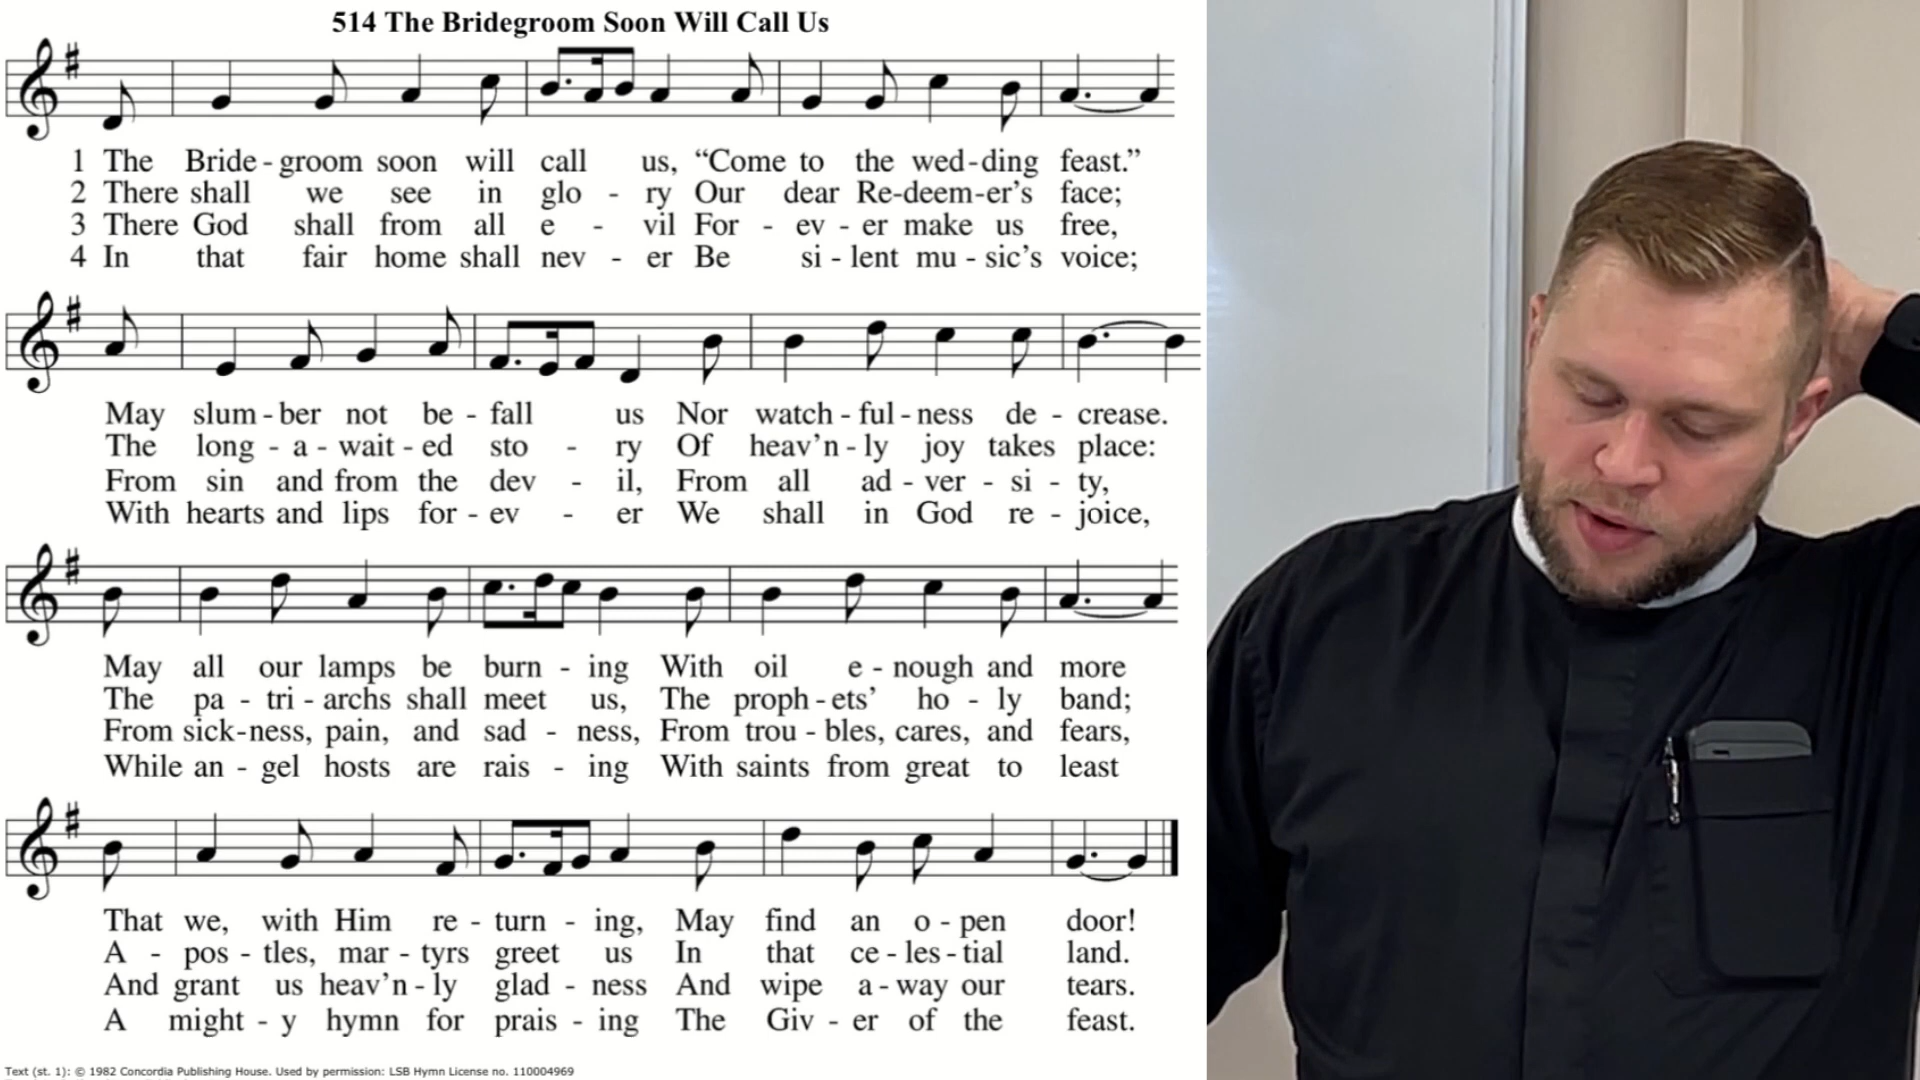 514 The Bridegroom Soon Will Call Us
1 The Bride - groom soon will call us, “Come to the wed - ding feast.”
2 There shall we see in glo - ry Our dear Re - deem - er’s face;
3 There God shall from all e - vil For - ev - er make us free,
4 In that fair home shall nev - er Be si - lent mu - sic’s voice;
May slum - ber not be - fall us Nor watch - ful - ness de - crease.
The long - a - wait - ed sto - ry Of heav’n - ly joy takes place:
From sin and from the dev - il, From all ad - ver - si - ty,
With hearts and lips for - ev - er We shall in God re - joice,
May all our lamps be burn - ing With oil e - nough and more
The pa - tri - archs shall meet us, The proph - ets’ ho - ly band;
From sick - ness, pain, and sad - ness, From trou - bles, cares, and fears,
While an - gel hosts are rais - ing With saints from great to least
That we, with Him re - turn - ing, May find an o - pen door!
A - pos - tles, mar - tyrs greet us In that ce - les - tial land.
And grant us heav’n - ly glad - ness And wipe a - way our tears.
A might - y hymn for prais - ing The Giv - er of the feast.
Text (st. 1): © 1982 Concordia Publishing House. Used by permission: LSB Hymn License no. 110004969